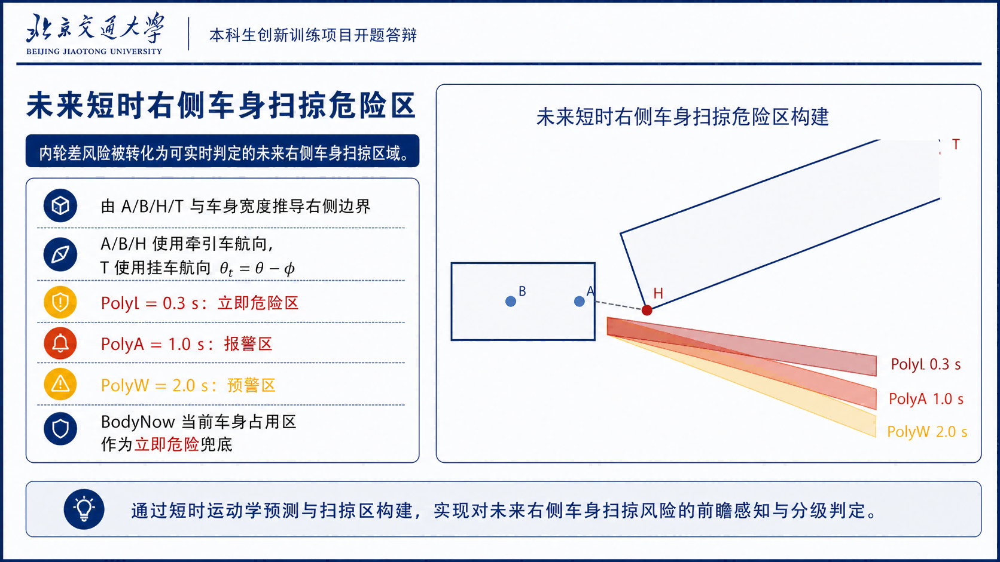 北京交通大学
BEIJING JIAOTONG UNIVERSITY
本科生创新训练项目开题答辩
未来短时右侧车身扫掠危险区
内轮差风险被转化为可实时判定的未来右侧车身扫掠区域。
由 A/B/H/T 与车身宽度推导右侧边界
A/B/H 使用牵引车航向，
T 使用挂车航向 θₜ = θ − ϕ
PolyL = 0.3 s：立即危险区
PolyA = 1.0 s：报警区
PolyW = 2.0 s：预警区
BodyNow 当前车身占用区
作为立即危险兜底
未来短时右侧车身扫掠危险区构建
T
B
A
H
PolyL 0.3 s
PolyA 1.0 s
PolyW 2.0 s
通过短时运动学预测与扫掠区构建，实现对未来右侧车身扫掠风险的前瞻感知与分级判定。